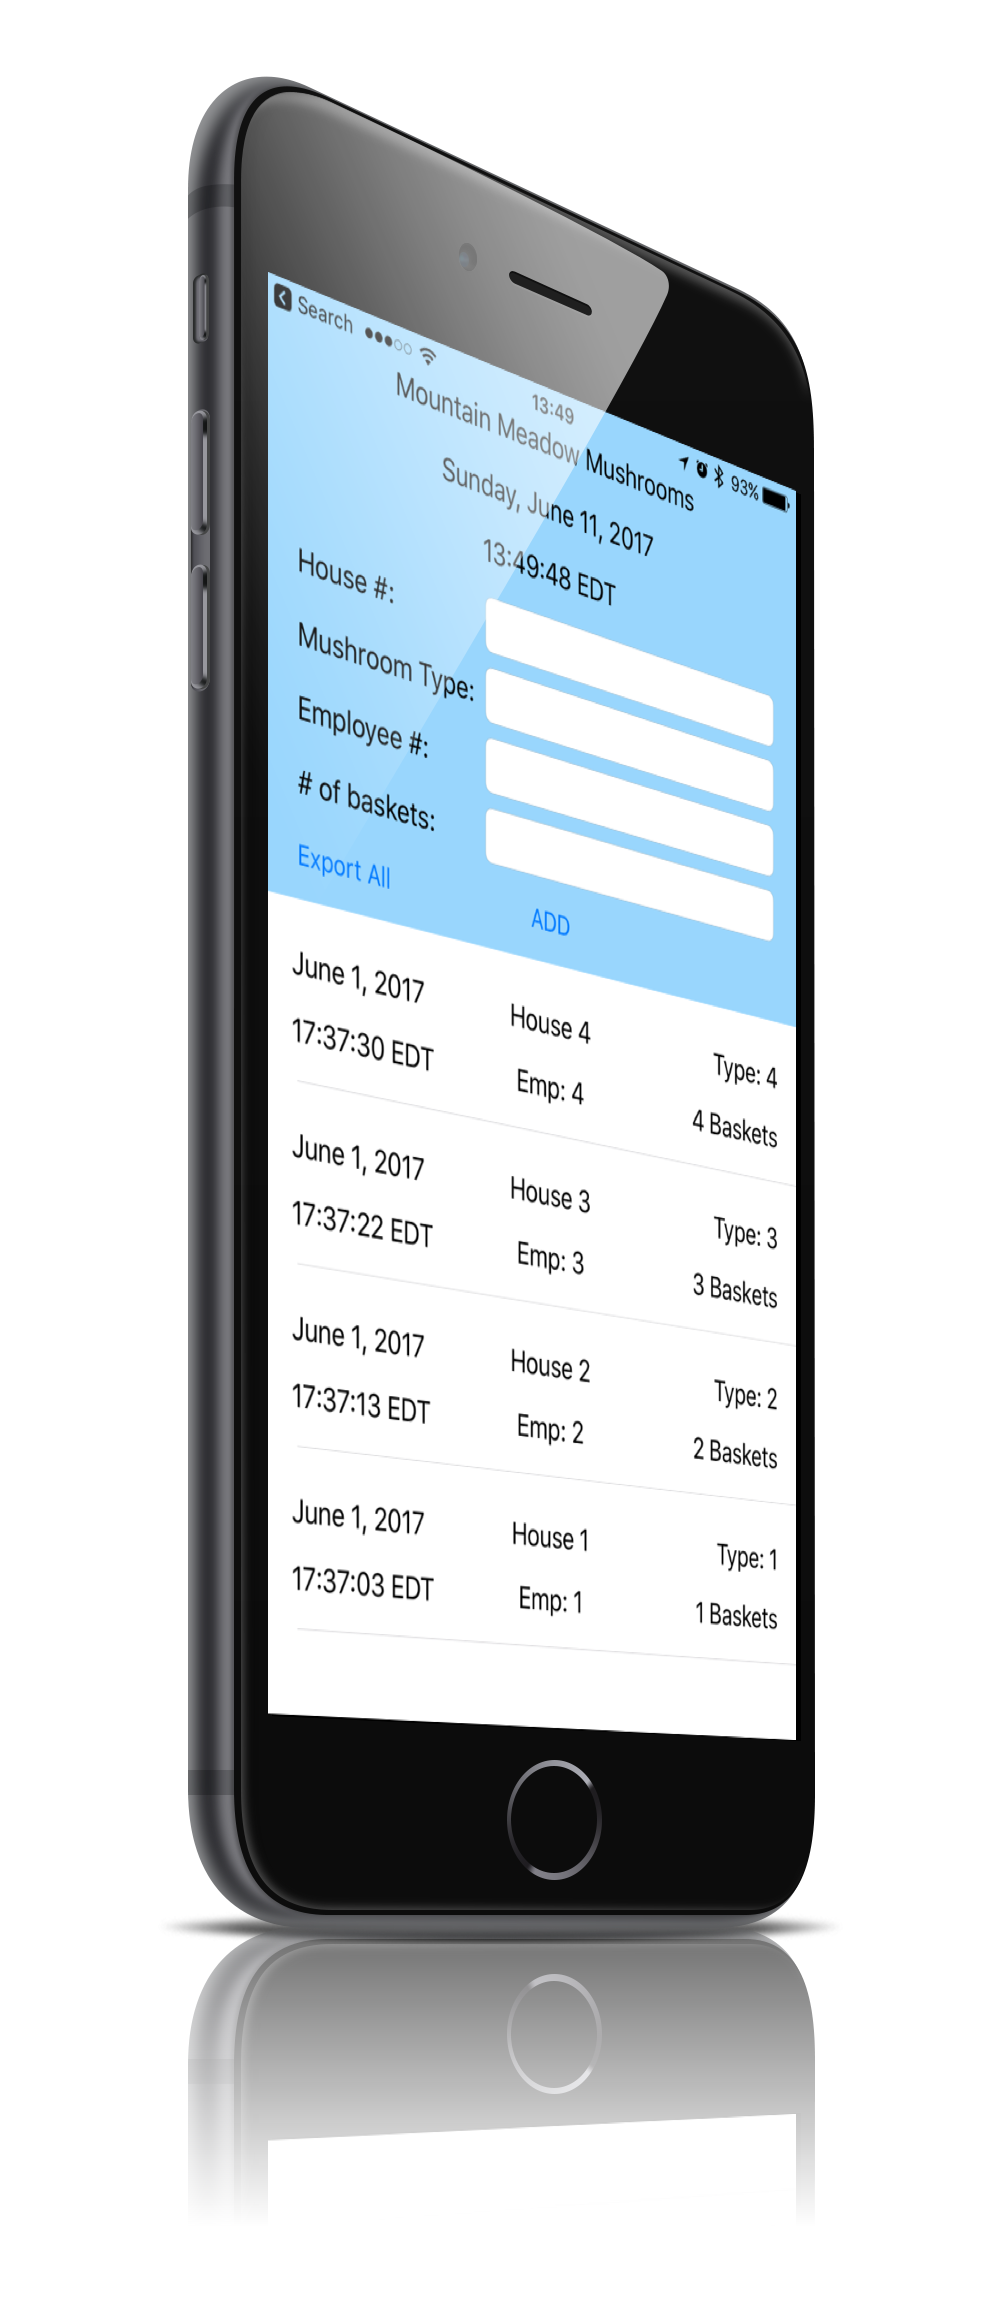 Search 13:49 93%
Mountain Meadow Mushrooms
Sunday, June 11, 2017
13:49:48 EDT
House #:
Mushroom Type:
Employee #:
# of baskets:
Export All
ADD
June 1, 2017 House 4 Type: 4
17:37:30 EDT Emp: 4 4 Baskets
June 1, 2017 House 3 Type: 3
17:37:22 EDT Emp: 3 3 Baskets
June 1, 2017 House 2 Type: 2
17:37:13 EDT Emp: 2 2 Baskets
June 1, 2017 House 1 Type: 1
17:37:03 EDT Emp: 1 1 Baskets